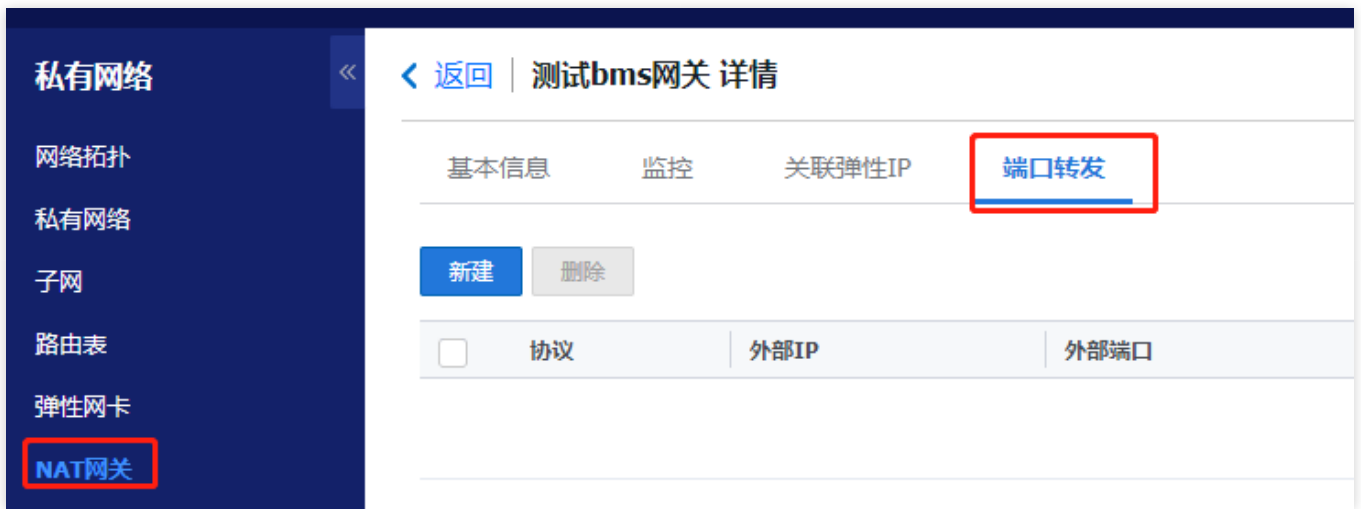 私有网络 «
返回 | 测试bms网关 详情
网络拓扑
私有网络
子网
路由表
弹性网卡
NAT网关
基本信息 监控 关联弹性IP 端口转发
新建 删除
协议 外部IP 外部端口